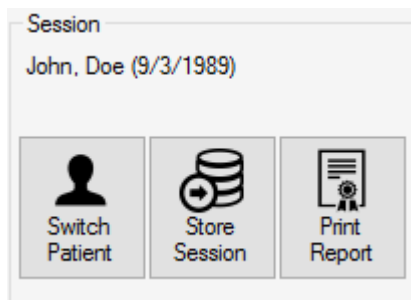 Session
John, Doe (9/3/1989)
Switch
Patient
Store
Session
Print
Report